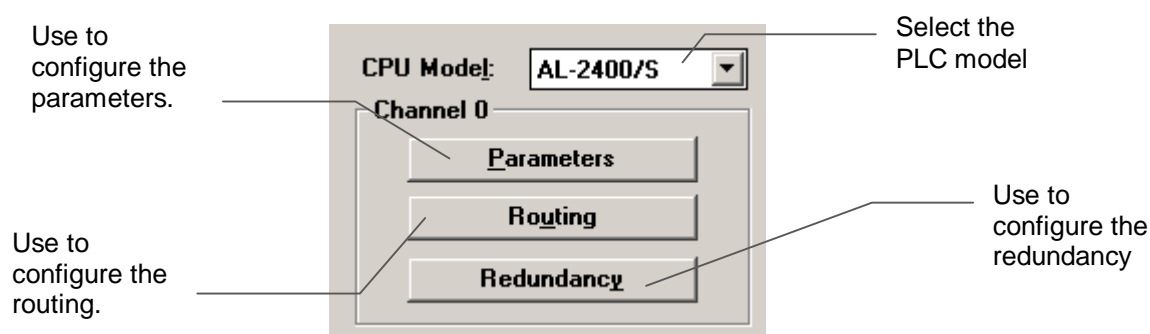 Use to
configure the
parameters.
Select the
PLC model
CPU Model:
AL-2400/S
Channel 0
Parameters
Routing
Redundancy
Use to
configure the
routing.
Use to
configure the
redundancy